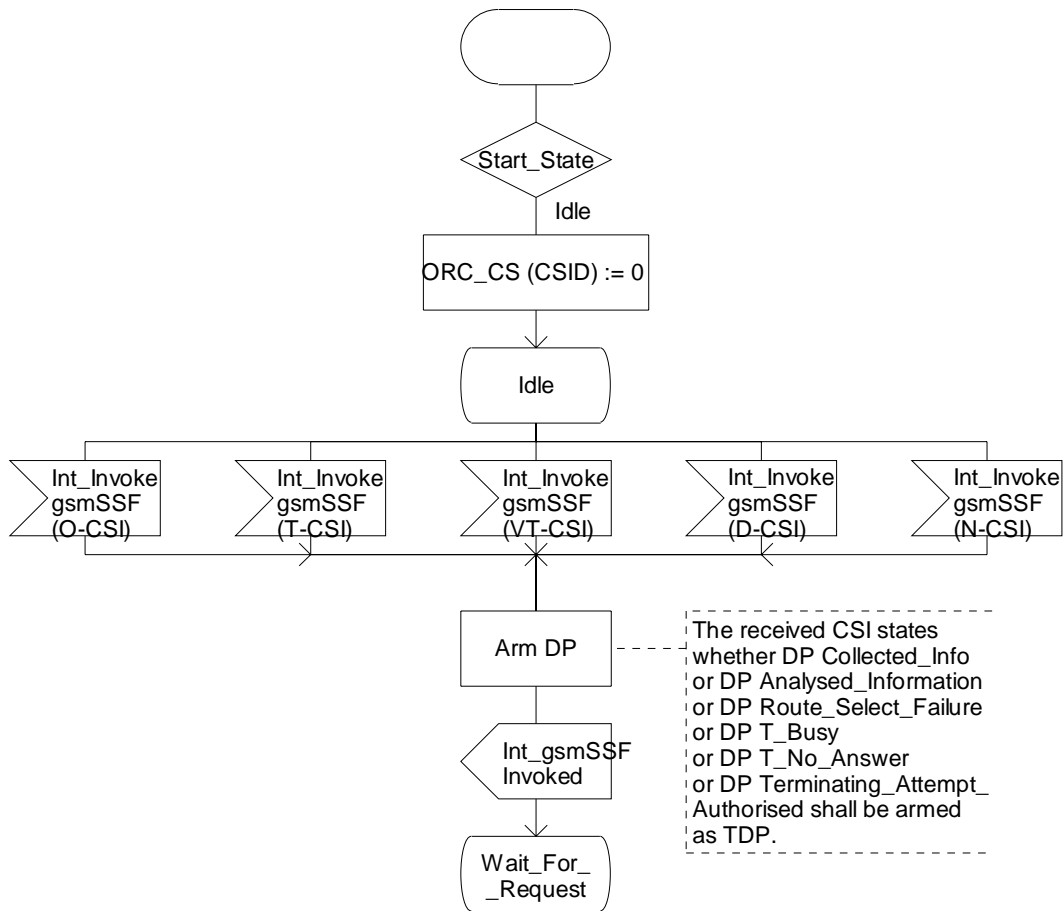 Start_State
Idle
ORC_CS (CSID) := 0
Idle
Int_Invoke
gsmSSF
(O-CSI)
Int_Invoke
gsmSSF
(T-CSI)
Int_Invoke
gsmSSF
(VT-CSI)
Int_Invoke
gsmSSF
(D-CSI)
Int_Invoke
gsmSSF
(N-CSI)
Arm DP
The received CSI states
whether DP Collected_Info
or DP Analysed_Information
or DP Route_Select_Failure
or DP T_Busy
or DP T_No_Answer
or DP Terminating_Attempt_
Authorised shall be armed
as TDP.
Int_gsmSSF
Invoked
Wait_For_
_Request